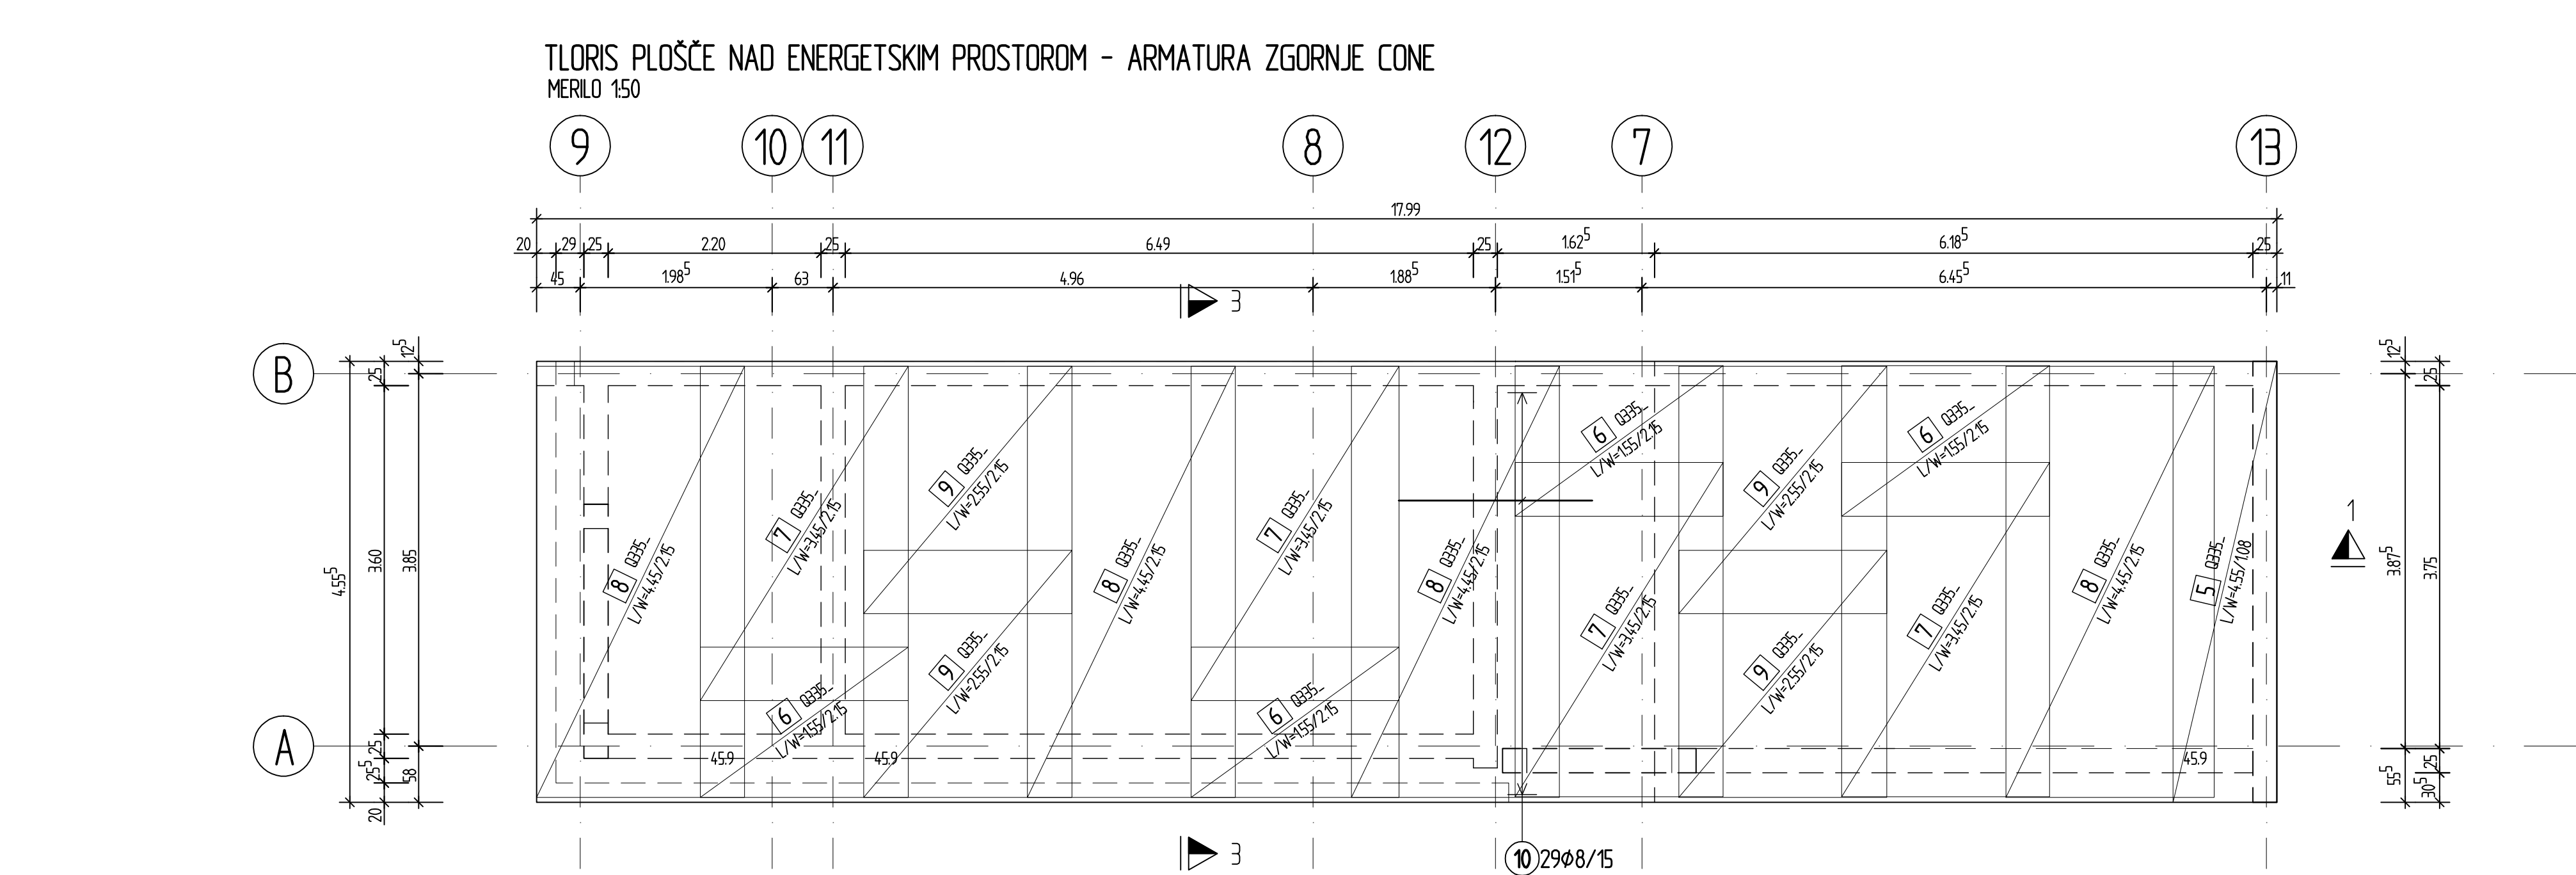 TLORIS PLOŠČE NAD ENERGETSKIM PROSTOROM - ARMATURA ZGORNJE CONE
MERILO 1:50
9 10 11 8 12 7 13
17.99
20 29 25 2.20 25 6.49 25 1.62⁵ 6.18⁵ 25
45 1.98⁵ 63 4.96 1.88⁵ 1.51⁵ 6.45⁵ 11
3
B
A
12⁵
25
4.55⁵
3.60
3.85
25
25⁵
58
20
8 Q335_
L/W=4.45/2.15
7 Q335_
L/W=3.45/2.15
6 Q335_
L/W=1.55/2.15
9 Q335_
L/W=2.55/2.15
9 Q335_
L/W=2.55/2.15
8 Q335_
L/W=4.45/2.15
7 Q335_
L/W=3.45/2.15
6 Q335_
L/W=1.55/2.15
8 Q335_
L/W=4.45/2.15
6 Q335_
L/W=1.55/2.15
7 Q335_
L/W=3.45/2.15
9 Q335_
L/W=2.55/2.15
9 Q335_
L/W=2.55/2.15
6 Q335_
L/W=1.55/2.15
7 Q335_
L/W=3.45/2.15
8 Q335_
L/W=4.45/2.15
5 Q335_
L/W=4.55/1.08
45.9
45.9
45.9
1
12⁵
25
3.87⁵
3.75
55⁵
25
30⁵
3
10 29Ø8/15